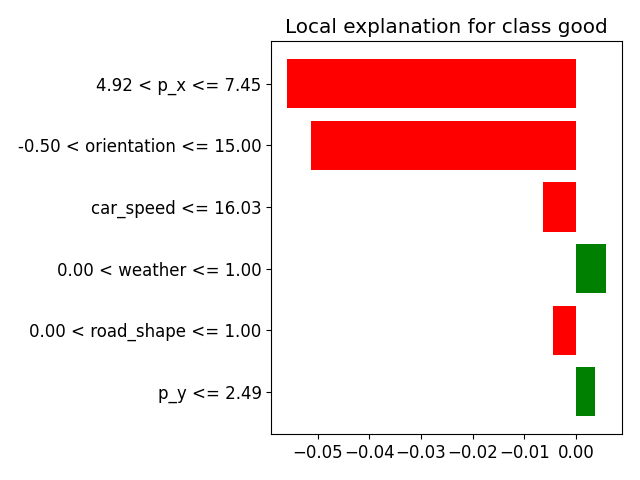 Local explanation for class good
4.92 < p_x <= 7.45
-0.50 < orientation <= 15.00
car_speed <= 16.03
0.00 < weather <= 1.00
0.00 < road_shape <= 1.00
p_y <= 2.49
−0.05 −0.04 −0.03 −0.02 −0.01 0.00